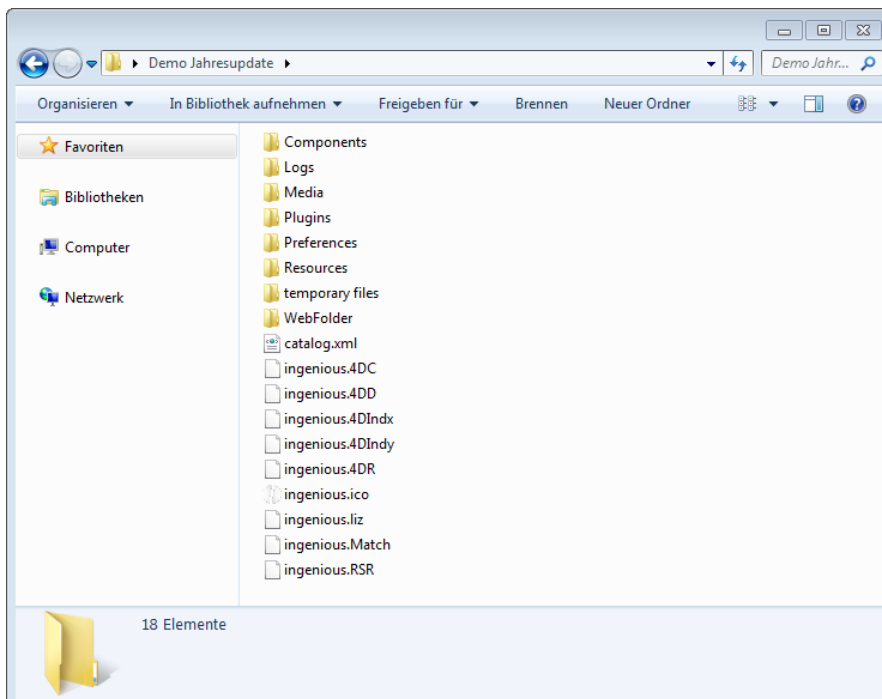 Demo Jahresupdate
Demo Jahr...
Organisieren In Bibliothek aufnehmen Freigeben für Brennen Neuer Ordner
Favoriten
Bibliotheken
Computer
Netzwerk
Components
Logs
Media
Plugins
Preferences
Resources
temporary files
WebFolder
catalog.xml
ingenious.4DC
ingenious.4DD
ingenious.4DIndx
ingenious.4DIndy
ingenious.4DR
ingenious.ico
ingenious.liz
ingenious.Match
ingenious.RSR
18 Elemente